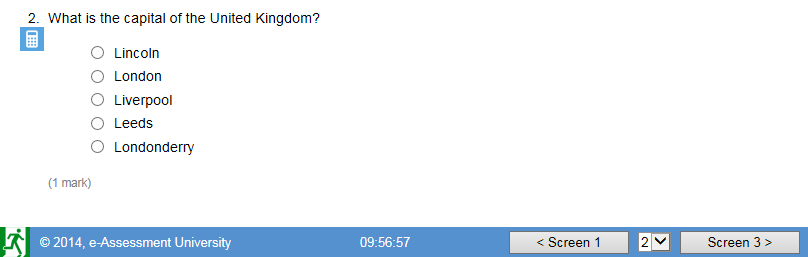 2. What is the capital of the United Kingdom?
Lincoln
London
Liverpool
Leeds
Londonderry
(1 mark)
© 2014, e-Assessment University 09:56:57 < Screen 1 2 Screen 3 >